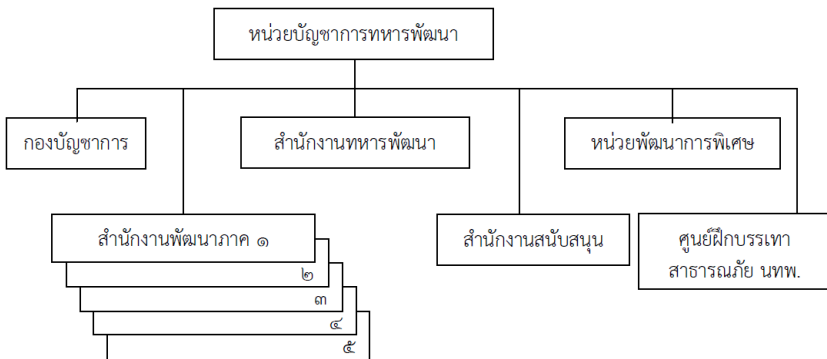 หน่วยบัญชาการทหารพัฒนา
กองบัญชาการ
สำนักงานทหารพัฒนา
หน่วยพัฒนาการพิเศษ
สำนักงานพัฒนาภาค ๑
๒
๓
๔
๕
สำนักงานสนับสนุน
ศูนย์ฝึกบรรเทา
สาธารณภัย นทพ.